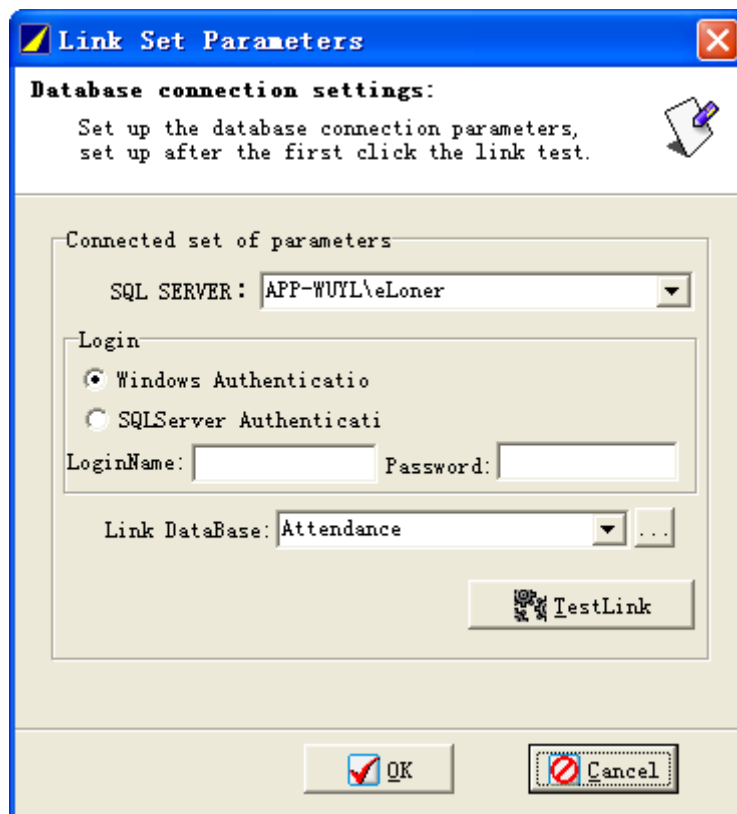 Link Set Parameters
Database connection settings:
Set up the database connection parameters,
set up after the first click the link test.
Connected set of parameters
SQL SERVER: APP-WUYL\eLoner
Login
Windows Authenticatio
SQLServer Authenticati
LoginName: Password:
Link DataBase: Attendance ...
TestLink
OK Cancel